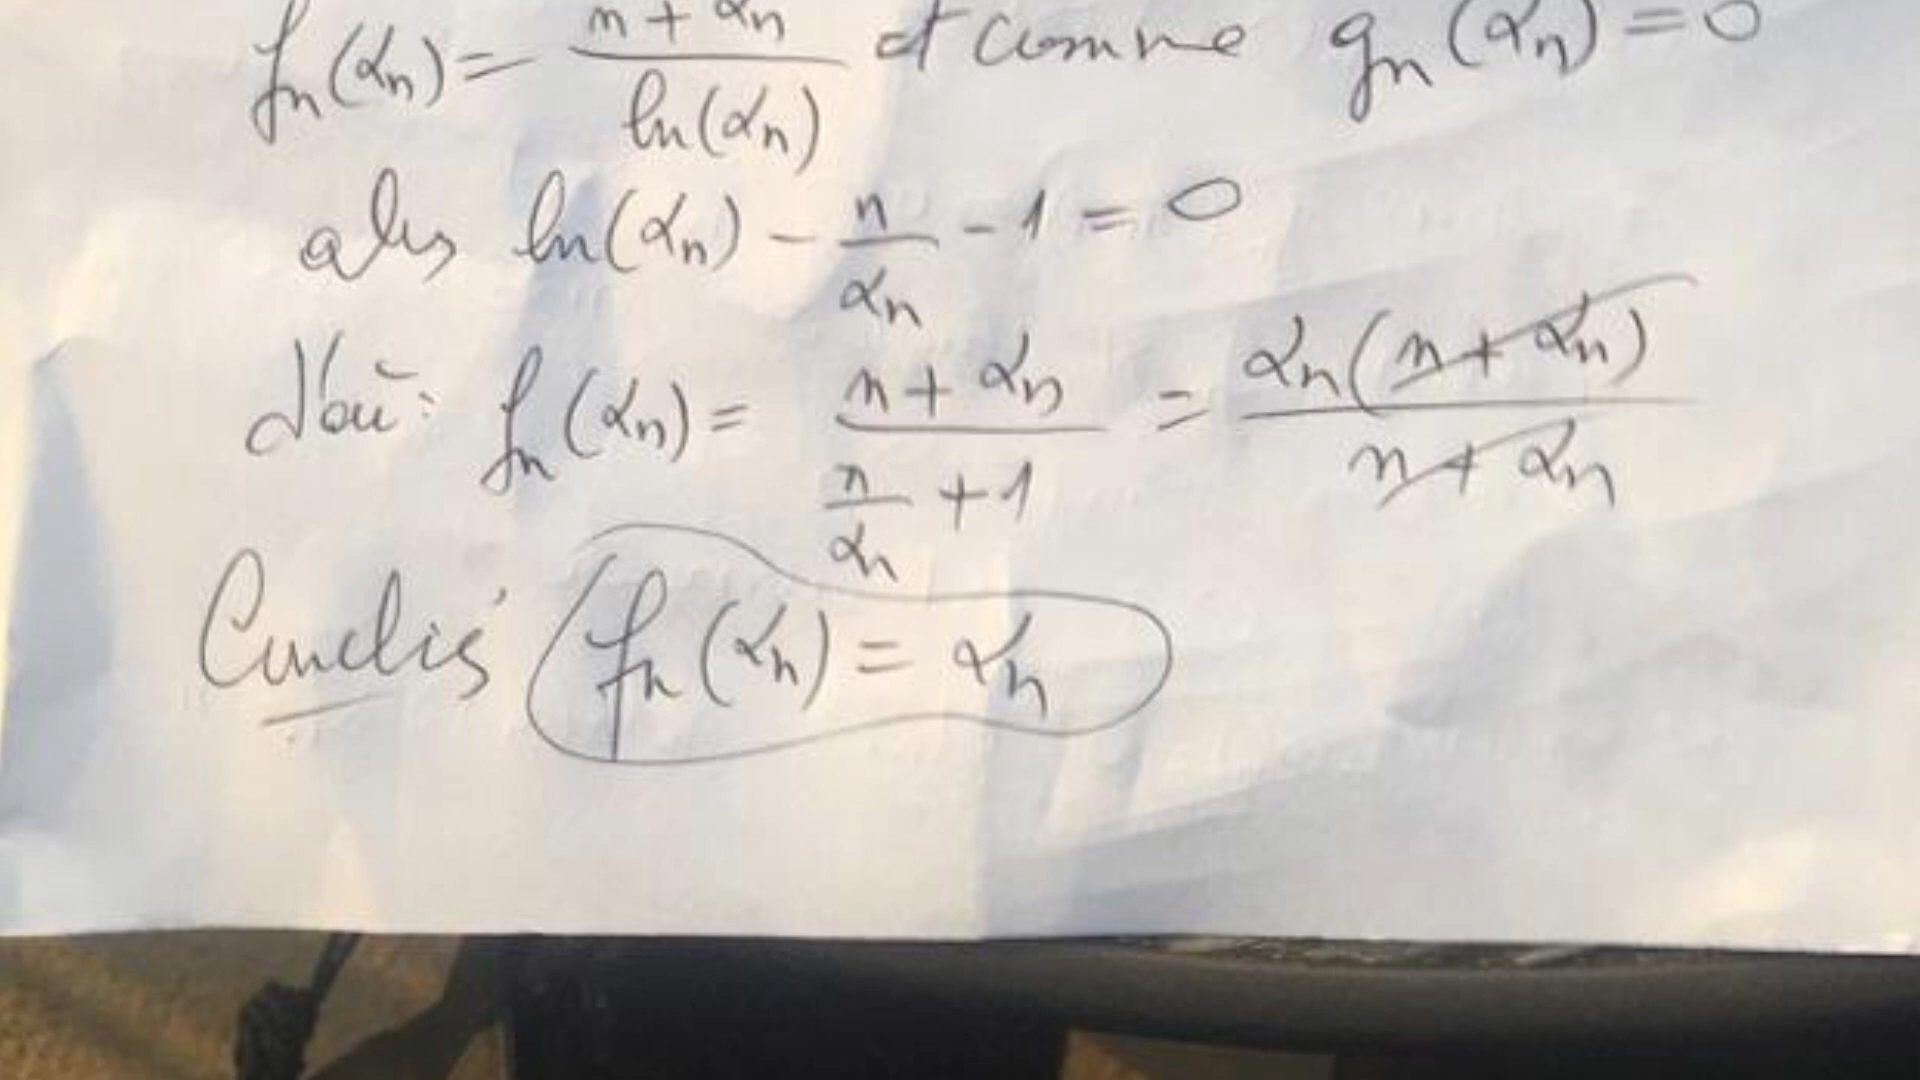 fn(αn) = (n + αn)/ln(αn) et comme gn(αn) = 0
alors ln(αn) - n/αn - 1 = 0
d'où: fn(αn) = (n + αn)/(n/αn + 1) = αn(n + αn)/(n + αn)
Conclus° fn(αn) = αn